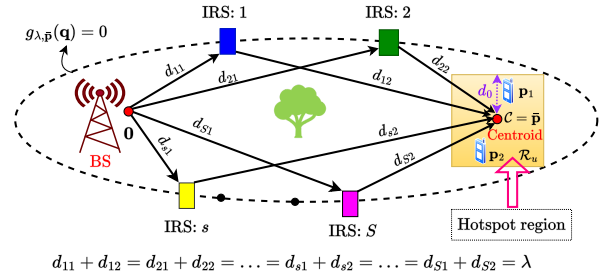 IRS: 1
IRS: 2
g_{λ,p̄}(𝐪) = 0
d_{11}
d_{21}
d_{12}
d_{22}
d_0
𝐩_1
𝟎
𝒞 = 𝐩̄
BS
d_{s1}
d_{S1}
d_{s2}
Centroid
d_{S2}
𝐩_2
ℛ_u
IRS: s
IRS: S
Hotspot region
d_{11} + d_{12} = d_{21} + d_{22} = … = d_{s1} + d_{s2} = … = d_{S1} + d_{S2} = λ